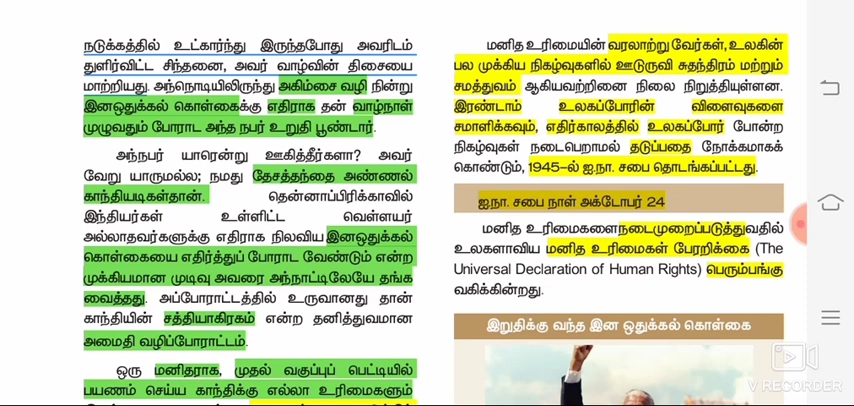 நடுக்கத்தில் உட்கார்ந்து இருந்தபோது அவரிடம்
துளிர்விட்ட சிந்தனை, அவர் வாழ்வின் திசையை
மாற்றியது. அந்நொடியிலிருந்து அகிம்சை வழி நின்று
இனஒதுக்கல் கொள்கைக்கு எதிராக தன் வாழ்நாள்
முழுவதும் போராட அந்த நபர் உறுதி பூண்டார்.
அந்நபர் யாரென்று ஊகித்தீர்களா? அவர்
வேறு யாருமல்ல; நமது தேசத்தந்தை அண்ணல்
காந்தியடிகள்தான். தென்னாப்பிரிக்காவில்
இந்தியர்கள் உள்ளிட்ட வெள்ளையர்
அல்லாதவர்களுக்கு எதிராக நிலவிய இனஒதுக்கல்
கொள்கையை எதிர்த்துப் போராட வேண்டும் என்ற
முக்கியமான முடிவு அவரை அந்நாட்டிலேயே தங்க
வைத்தது. அப்போராட்டத்தில் உருவானது தான்
காந்தியின் சத்தியாகிரகம் என்ற தனித்துவமான
அமைதி வழிப்போராட்டம்.
ஒரு மனிதராக, முதல் வகுப்புப் பெட்டியில்
பயணம் செய்ய காந்திக்கு எல்லா உரிமைகளும்
மனித உரிமையின் வரலாற்று வேர்கள், உலகின்
பல முக்கிய நிகழ்வுகளில் ஊடுருவி சுதந்திரம் மற்றும்
சமத்துவம் ஆகியவற்றினை நிலை நிறுத்தியுள்ளன.
இரண்டாம் உலகப்போரின் விளைவுகளை
சமாளிக்கவும், எதிர்காலத்தில் உலகப்போர் போன்ற
நிகழ்வுகள் நடைபெறாமல் தடுப்பதை நோக்கமாகக்
கொண்டும், 1945-ல் ஐ.நா. சபை தொடங்கப்பட்டது.
ஐ.நா. சபை நாள் அக்டோபர் 24
மனித உரிமைகளைநடைமுறைப்படுத்துவதில்
உலகளாவிய மனித உரிமைகள் பேரறிக்கை (The
Universal Declaration of Human Rights) பெரும்பங்கு
வகிக்கின்றது.
இறுதிக்கு வந்த இன ஒதுக்கல் கொள்கை
V RECORDER